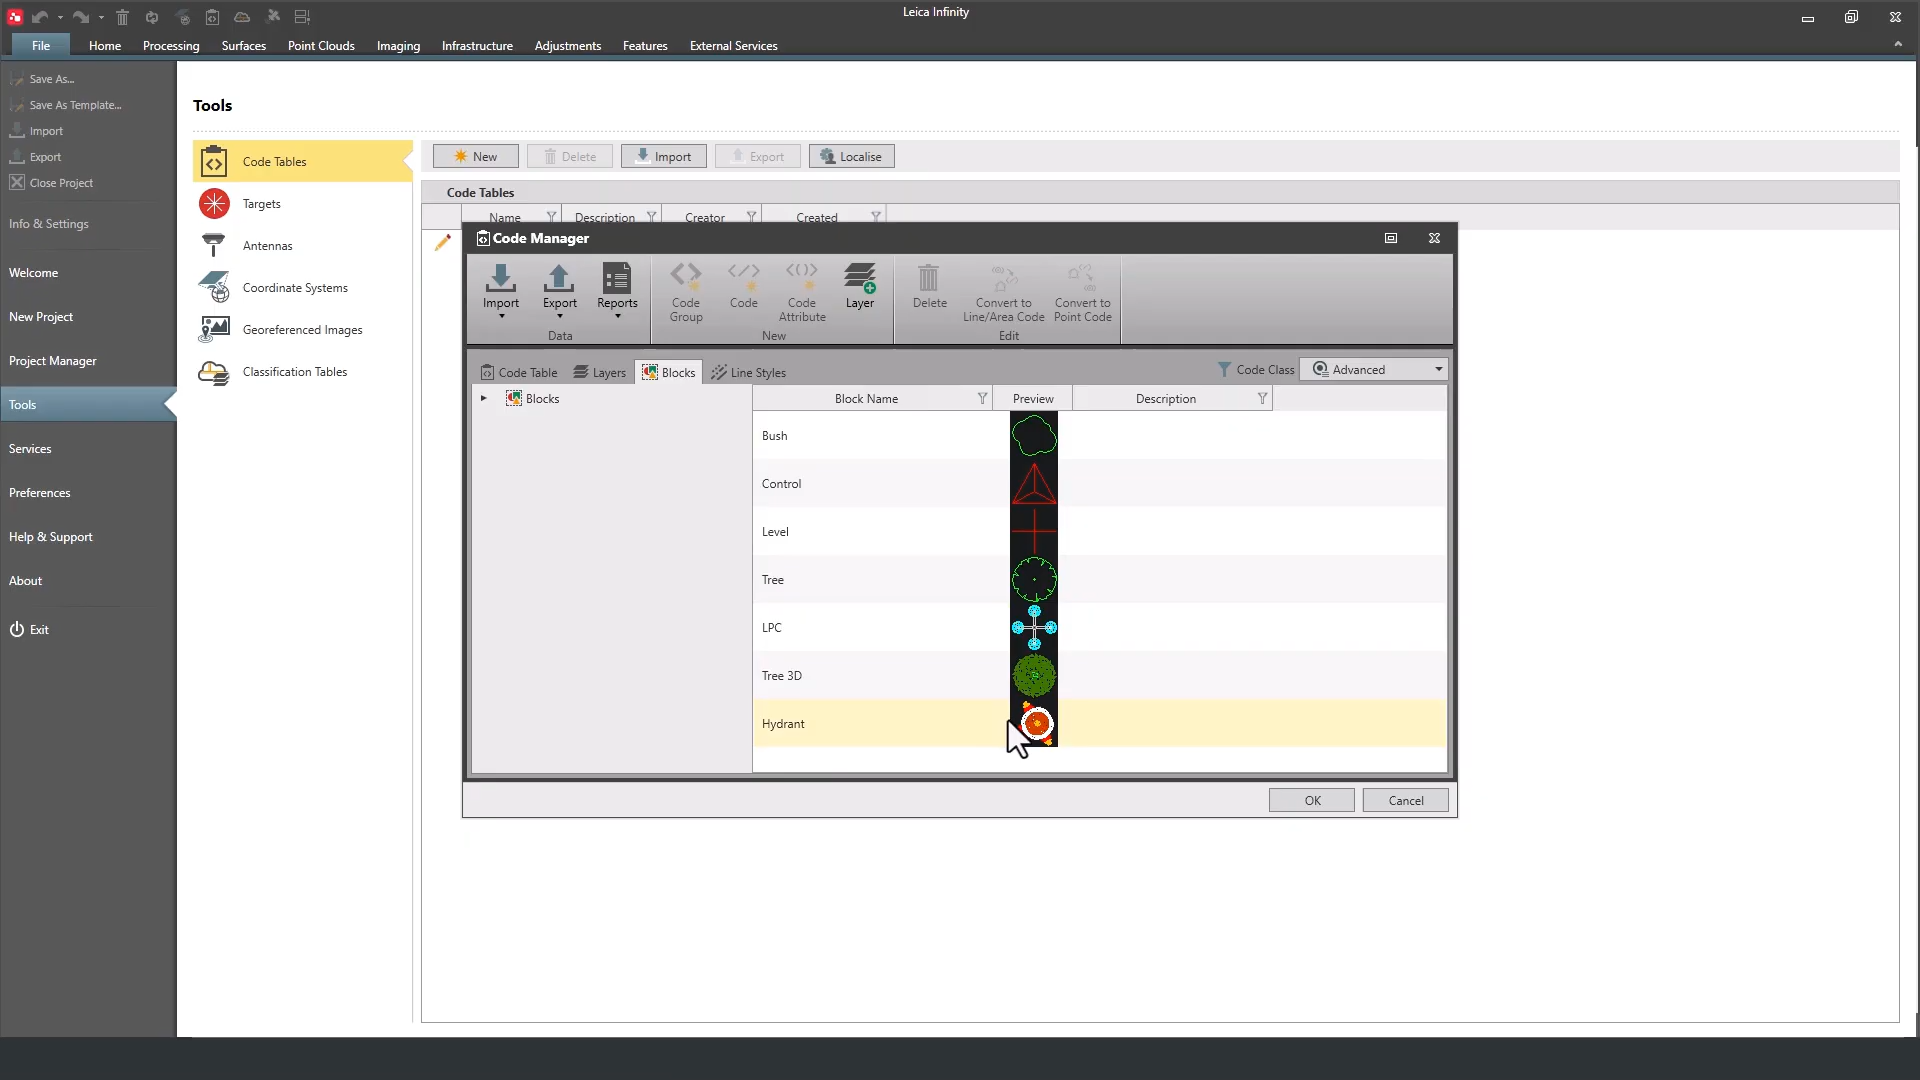 Leica Infinity
File
Home
Processing
Surfaces
Point Clouds
Imaging
Infrastructure
Adjustments
Features
External Services
Save As...
Save As Template...
Import
Export
Close Project
Info & Settings
Welcome
New Project
Project Manager
Tools
Services
Preferences
Help & Support
About
Exit
Tools
Code Tables
Targets
Antennas
Coordinate Systems
Georeferenced Images
Classification Tables
New
Delete
Import
Export
Localise
Code Tables
Name
Description
Creator
Created
Code Manager
Import
Export
Reports
Data
Code
Group
Code
Code
Attribute
Layer
New
Delete
Convert to
Line/Area Code
Convert to
Point Code
Edit
Code Table
Layers
Blocks
Line Styles
Code Class
Advanced
Blocks
Block Name
Preview
Description
Bush
Control
Level
Tree
LPC
Tree 3D
Hydrant
OK
Cancel